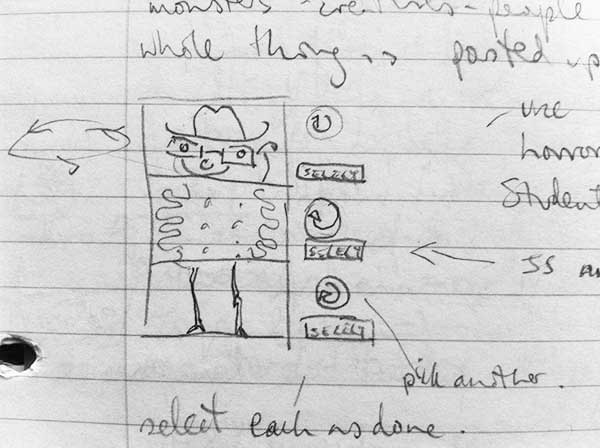 monsters - creatures - people
whole thing is posted up
use
horror
Student
SELECT
SELECT
SS
SELECT
pick another.
select each as done.